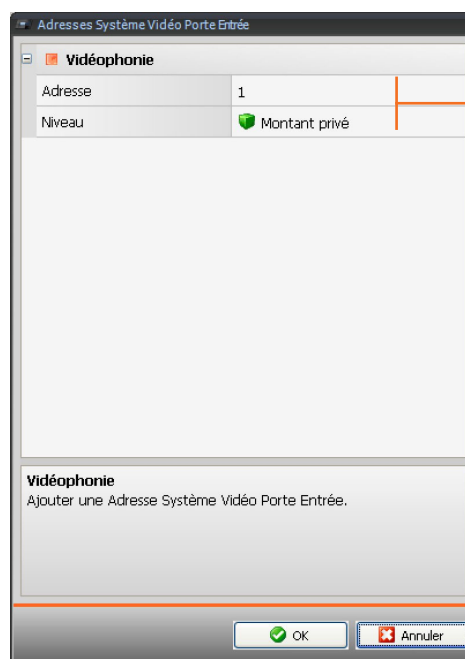 Adresses Système Vidéo Porte Entrée
Vidéophonie
Adresse 1
Niveau Montant privé
Vidéophonie
Ajouter une Adresse Système Vidéo Porte Entrée.
OK Annuler